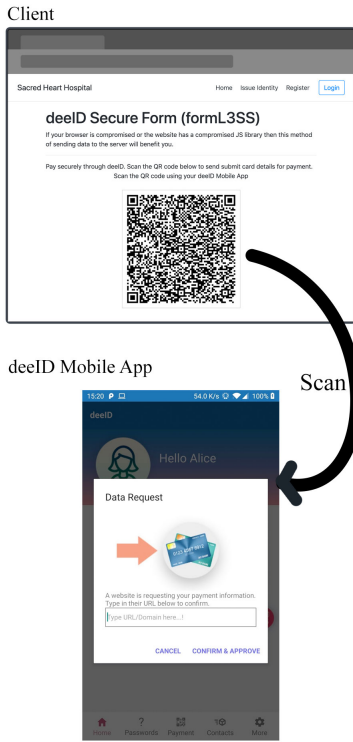 Client
Sacred Heart Hospital
Home Issue Identity Register Login
deeID Secure Form (formL3SS)
If your browser is compromised or the website has a compromised JS library then this method
of sending data to the server will benefit you.
Pay securely through deeID. Scan the QR code below to send submit card details for payment.
Scan the QR code using your deeID Mobile App
deeID Mobile App
Scan
15:20 54.0 K/s 100%
deeID
Hello Alice
Data Request
A website is requesting your payment information.
Type in their URL below to confirm.
Type URL/Domain here...!
CANCEL CONFIRM & APPROVE
Home Passwords Payment Contacts More